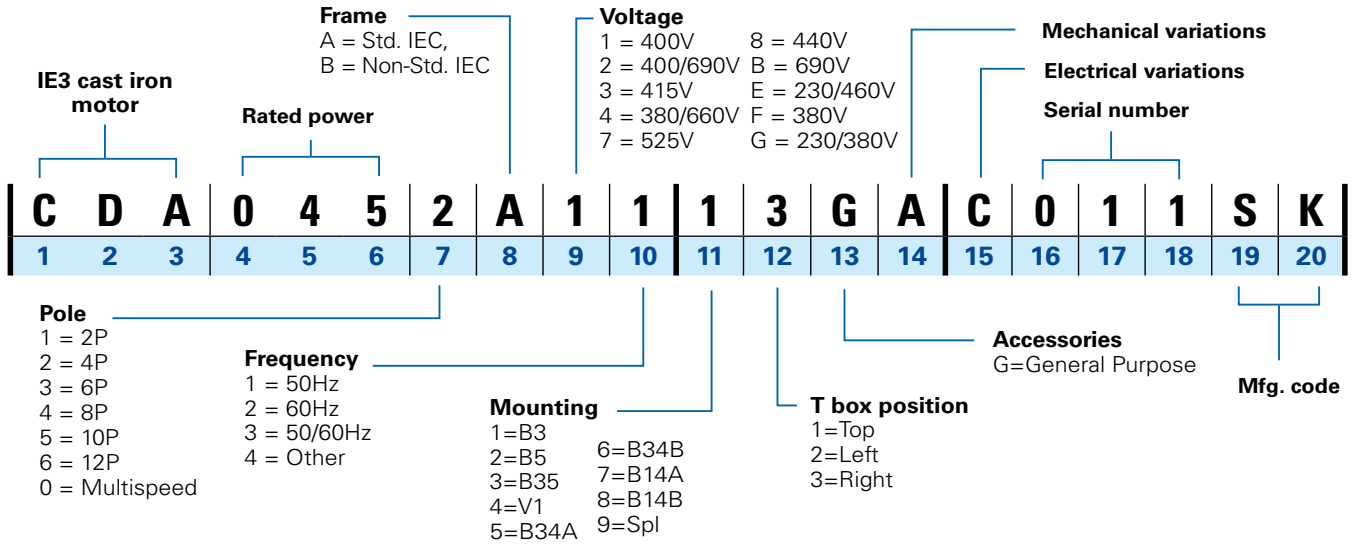 Frame
A = Std. IEC,
B = Non-Std. IEC
Voltage
1 = 400V 8 = 440V
2 = 400/690V B = 690V
3 = 415V E = 230/460V
4 = 380/660V F = 380V
7 = 525V G = 230/380V
Mechanical variations
Electrical variations
Serial number
IE3 cast iron
motor
Rated power
C D A 0 4 5 2 A 1 1 1 3 G A C 0 1 1 S K
1 2 3 4 5 6 7 8 9 10 11 12 13 14 15 16 17 18 19 20
Pole
1 = 2P
2 = 4P
3 = 6P
4 = 8P
5 = 10P
6 = 12P
0 = Multispeed
Frequency
1 = 50Hz
2 = 60Hz
3 = 50/60Hz
4 = Other
Mounting
1=B3
2=B5
3=B35
4=V1
5=B34A
6=B34B
7=B14A
8=B14B
9=Spl
T box position
1=Top
2=Left
3=Right
Accessories
G=General Purpose
Mfg. code